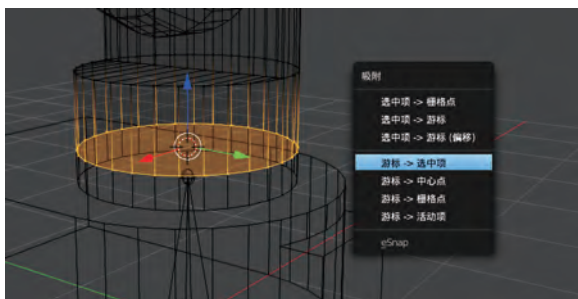 吸附
选中项 -> 栅格点
选中项 -> 游标
选中项 -> 游标 (偏移)
游标 -> 选中项
游标 -> 中心点
游标 -> 栅格点
游标 -> 活动项
eSnap